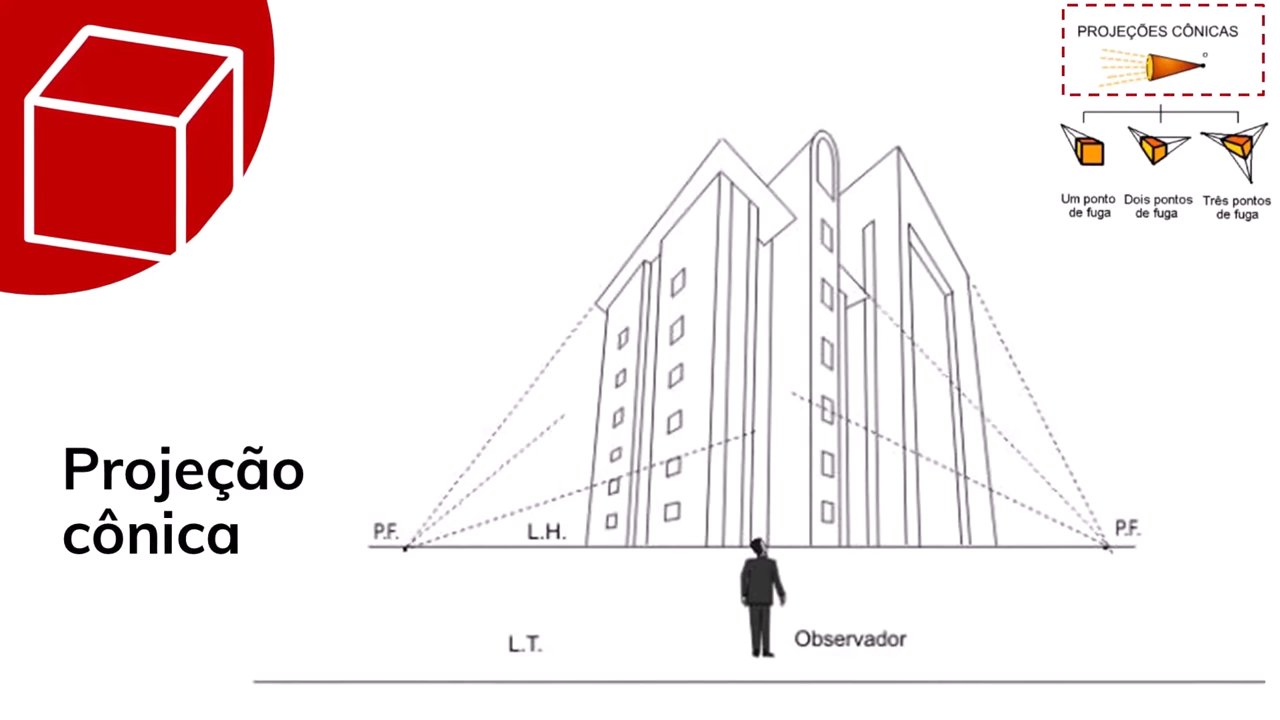 PROJEÇÕES CÔNICAS
o
Um ponto
de fuga
Dois pontos
de fuga
Três pontos
de fuga
Projeção
cônica
P.F.
L.H.
P.F.
L.T.
Observador